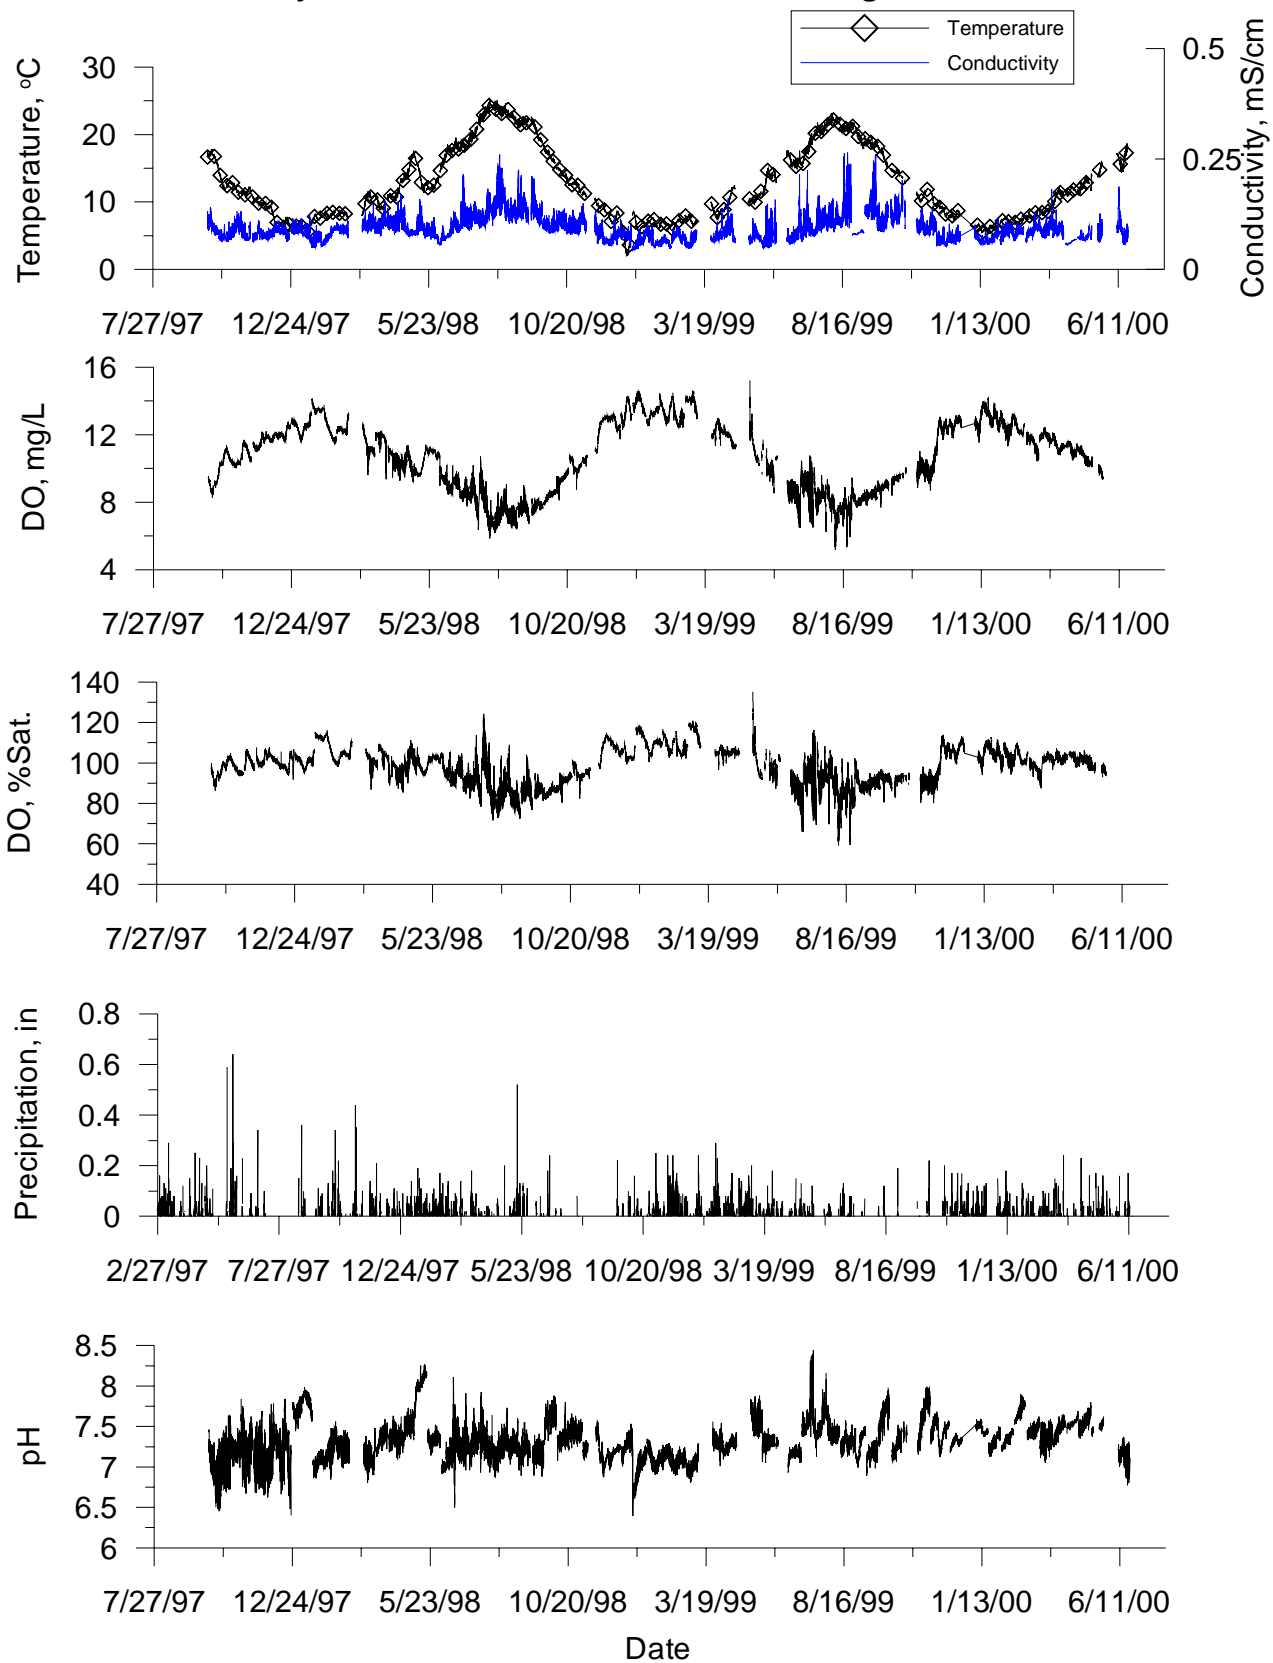 Temperature
Conductivity
Temperature, °C
30
20
10
0
0.5
0.25
0
Conductivity, mS/cm
7/27/97 12/24/97 5/23/98 10/20/98 3/19/99 8/16/99 1/13/00 6/11/00
DO, mg/L
16
12
8
4
7/27/97 12/24/97 5/23/98 10/20/98 3/19/99 8/16/99 1/13/00 6/11/00
DO, %Sat.
140
120
100
80
60
40
7/27/97 12/24/97 5/23/98 10/20/98 3/19/99 8/16/99 1/13/00 6/11/00
Precipitation, in
0.8
0.6
0.4
0.2
0
2/27/97 7/27/97 12/24/97 5/23/98 10/20/98 3/19/99 8/16/99 1/13/00 6/11/00
pH
8.5
8
7.5
7
6.5
6
7/27/97 12/24/97 5/23/98 10/20/98 3/19/99 8/16/99 1/13/00 6/11/00
Date